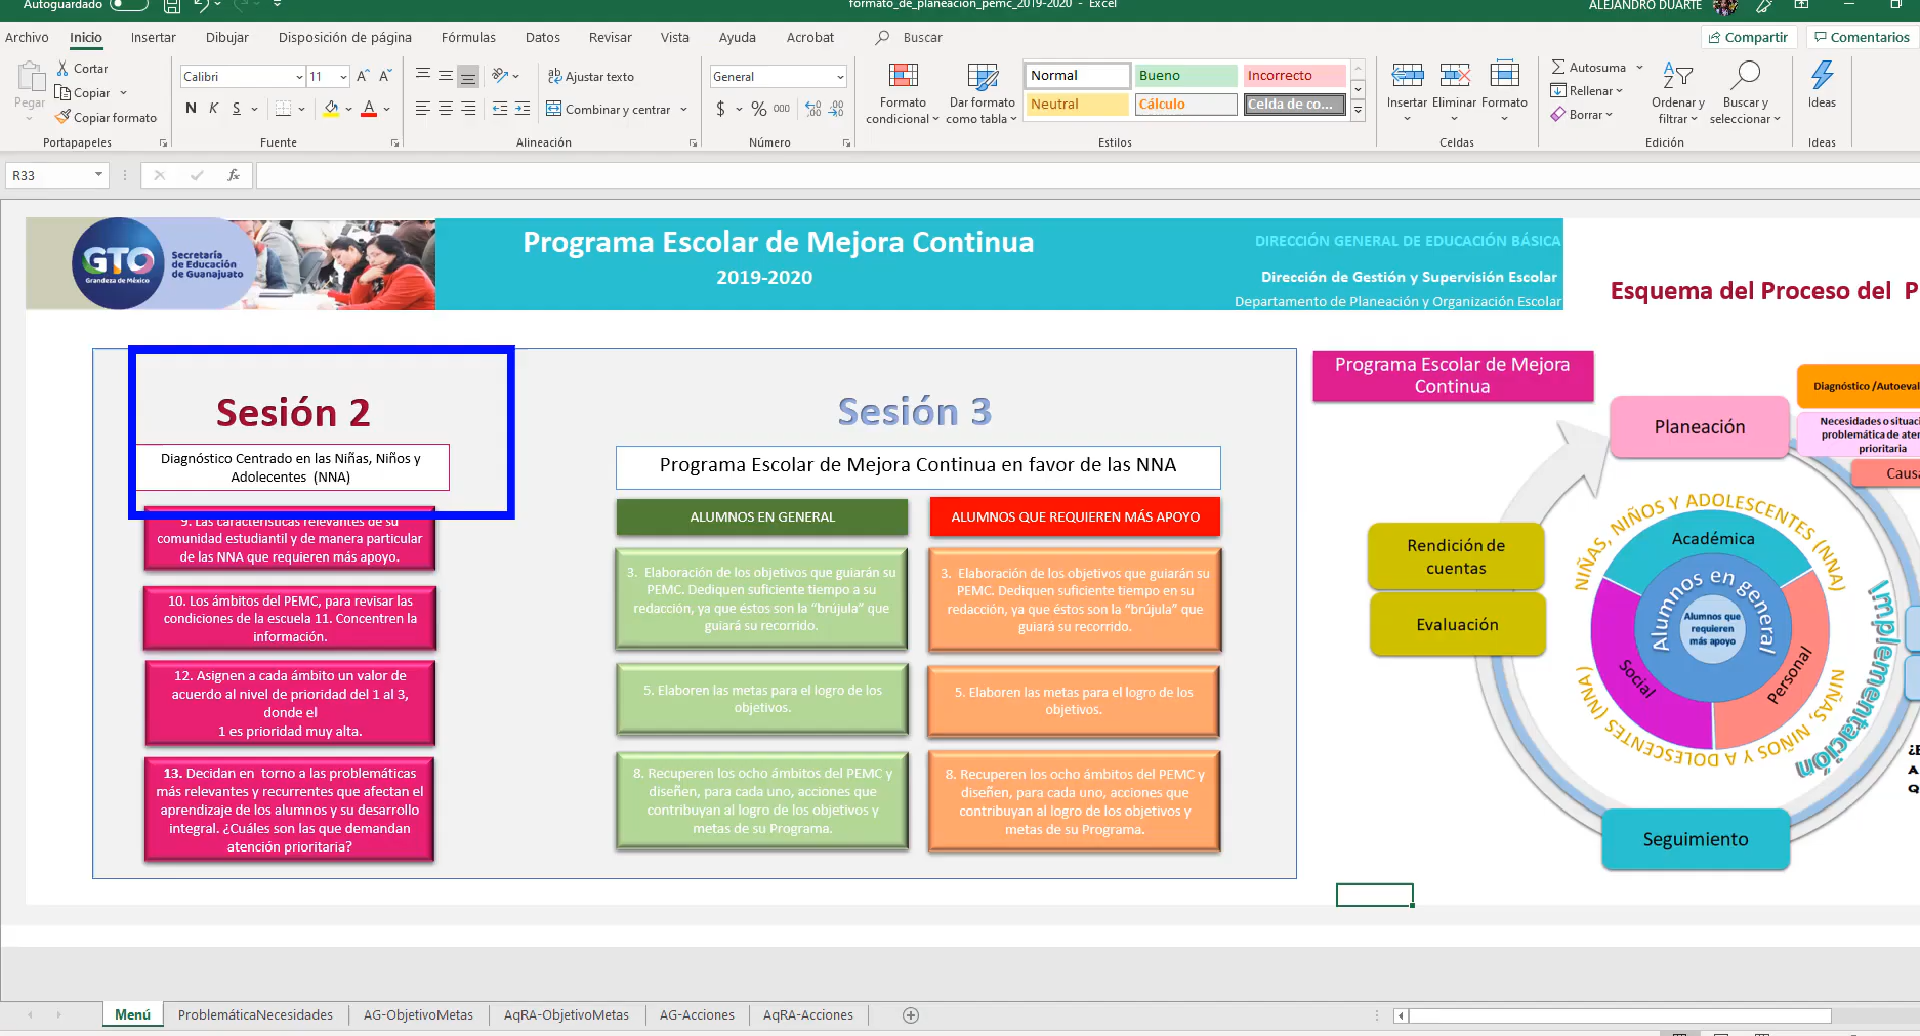 Autoguardado
formato_de_planeacion_pemc_2019-2020 - Excel
ALEJANDRO DUARTE
Archivo
Inicio
Insertar
Dibujar
Disposición de página
Fórmulas
Datos
Revisar
Vista
Ayuda
Acrobat
Buscar
Compartir
Comentarios
Pegar
Cortar
Copiar
Copiar formato
Portapapeles
Calibri
11
N K S
Fuente
Ajustar texto
Combinar y centrar
Alineación
General
$ % 000
Número
Formato
condicional
Dar formato
como tabla
Normal
Bueno
Incorrecto
Neutral
Cálculo
Celda de co...
Estilos
Insertar
Eliminar
Formato
Celdas
Autosuma
Rellenar
Borrar
Ordenar y
filtrar
Buscar y
seleccionar
Edición
Ideas
Ideas
R33
fx
GTO
Grandeza de México
Secretaría
de Educación
de Guanajuato
Programa Escolar de Mejora Continua
2019-2020
DIRECCIÓN GENERAL DE EDUCACIÓN BÁSICA
Dirección de Gestión y Supervisión Escolar
Departamento de Planeación y Organización Escolar
Esquema del Proceso del P
Sesión 2
Diagnóstico Centrado en las Niñas, Niños y
Adolecentes (NNA)
9. Las características relevantes de su
comunidad estudiantil y de manera particular
de las NNA que requieren más apoyo.
10. Los ámbitos del PEMC, para revisar las
condiciones de la escuela 11. Concentren la
información.
12. Asignen a cada ámbito un valor de
acuerdo al nivel de prioridad del 1 al 3,
donde el
1 es prioridad muy alta.
13. Decidan en torno a las problemáticas
más relevantes y recurrentes que afectan el
aprendizaje de los alumnos y su desarrollo
integral. ¿Cuáles son las que demandan
atención prioritaria?
Sesión 3
Programa Escolar de Mejora Continua en favor de las NNA
ALUMNOS EN GENERAL
3. Elaboración de los objetivos que guiarán su
PEMC. Dediquen suficiente tiempo a su
redacción, ya que éstos son la “brújula” que
guiará su recorrido.
5. Elaboren las metas para el logro de los
objetivos.
8. Recuperen los ocho ámbitos del PEMC y
diseñen, para cada uno, acciones que
contribuyan al logro de los objetivos y
metas de su Programa.
ALUMNOS QUE REQUIEREN MÁS APOYO
3. Elaboración de los objetivos que guiarán su
PEMC. Dediquen suficiente tiempo en su
redacción, ya que éstos son la “brújula” que
guiará su recorrido.
5. Elaboren las metas para el logro de los
objetivos.
8. Recuperen los ocho ámbitos del PEMC y
diseñen, para cada uno, acciones que
contribuyan al logro de los objetivos y
metas de su Programa.
Programa Escolar de Mejora
Continua
Planeación
Diagnóstico /Autoeval
Necesidades o situaci
problemática de aten
prioritaria
Causa
Rendición de
cuentas
Evaluación
NIÑAS, NIÑOS Y ADOLESCENTES (NNA)
Académica
Alumnos en general
Alumnos que
requieren
más apoyo
Social
Personal
NIÑAS, NIÑOS Y ADOLESCENTES (NNA)
Implementación
Seguimiento
¿E
A
Q
Menú
ProblemáticaNecesidades
AG-ObjetivoMetas
AqRA-ObjetivoMetas
AG-Acciones
AqRA-Acciones